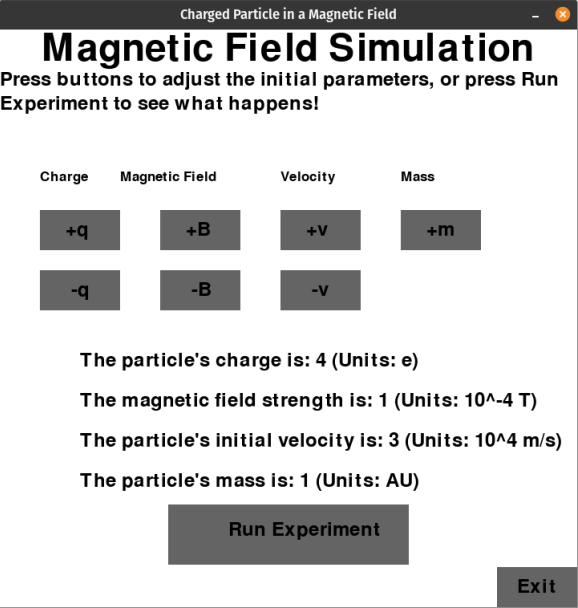 Charged Particle in a Magnetic Field
Magnetic Field Simulation
Press buttons to adjust the initial parameters, or press Run
Experiment to see what happens!
Charge Magnetic Field Velocity Mass
+q +B +v +m
-q -B -v
The particle's charge is: 4 (Units: e)
The magnetic field strength is: 1 (Units: 10^-4 T)
The particle's initial velocity is: 3 (Units: 10^4 m/s)
The particle's mass is: 1 (Units: AU)
Run Experiment
Exit